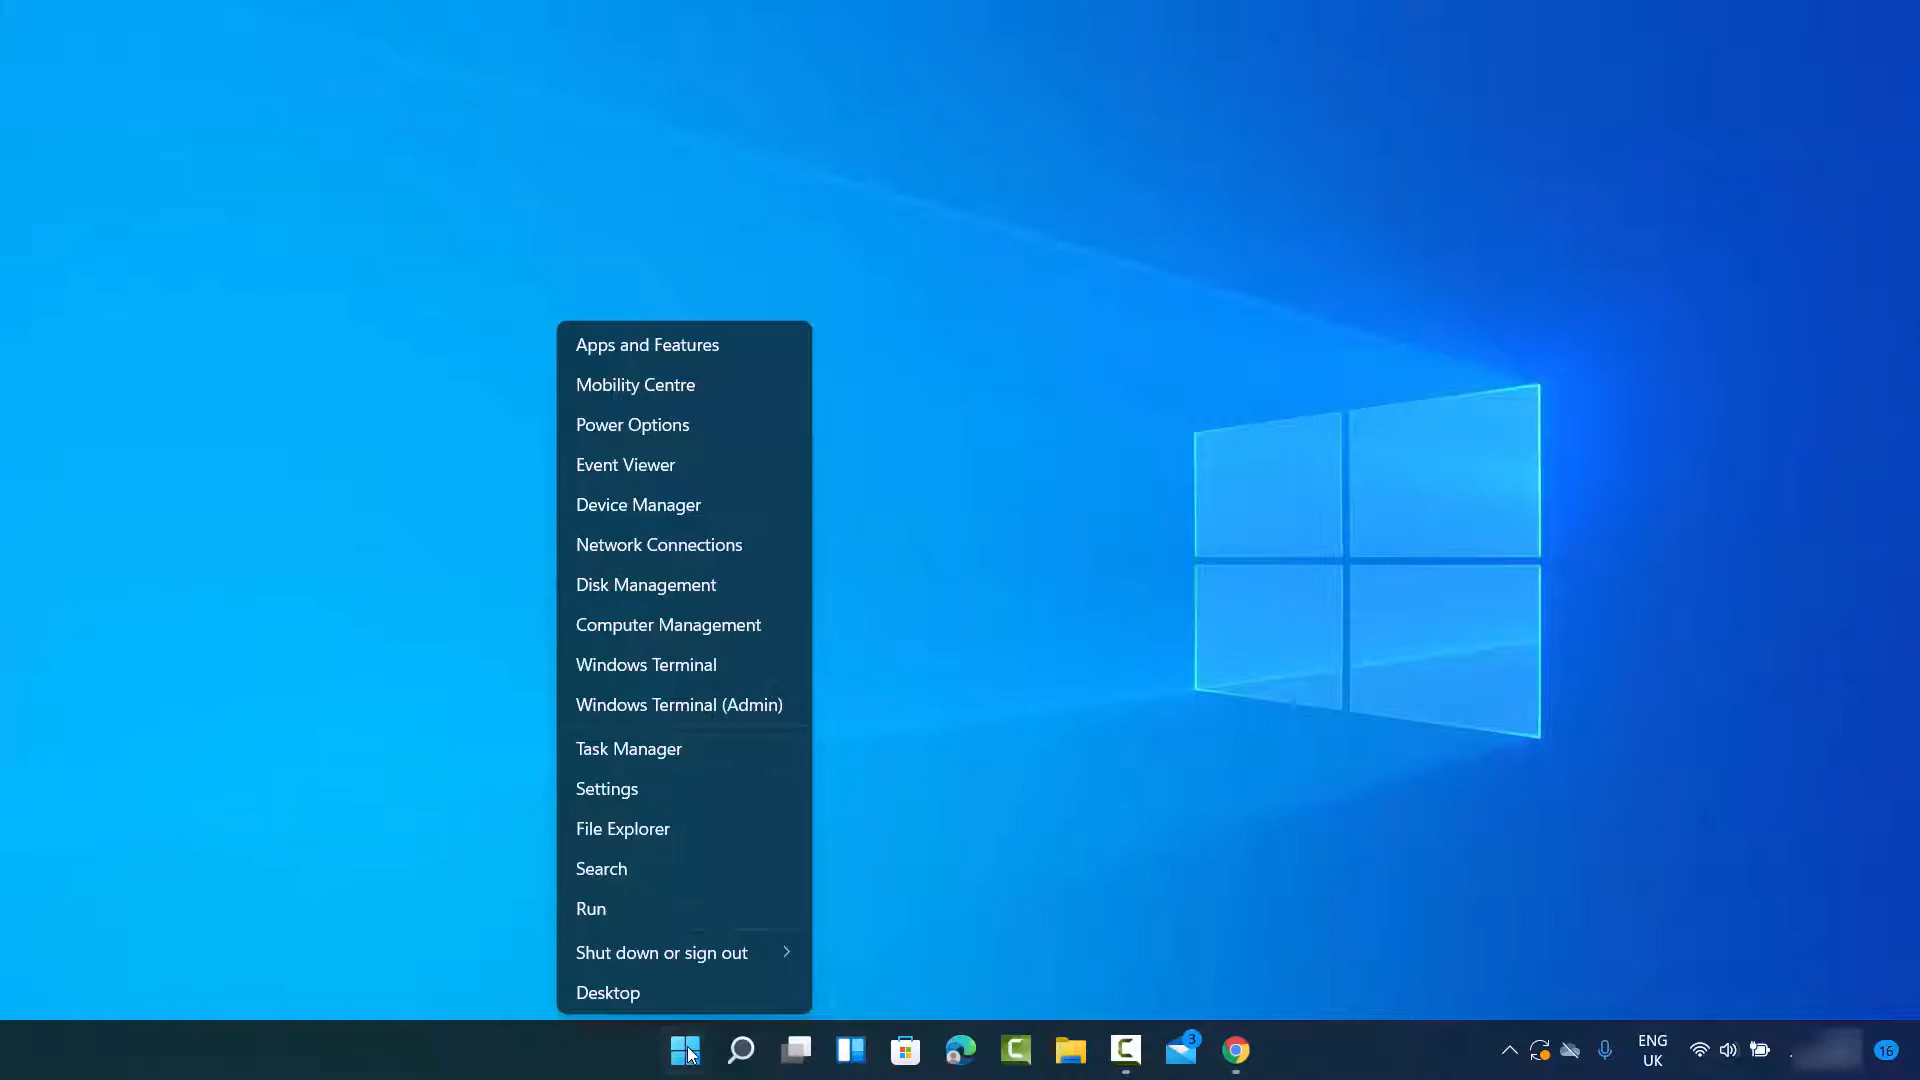 Apps and Features
Mobility Centre
Power Options
Event Viewer
Device Manager
Network Connections
Disk Management
Computer Management
Windows Terminal
Windows Terminal (Admin)
Task Manager
Settings
File Explorer
Search
Run
Shut down or sign out
Desktop
3
ENG
UK
16